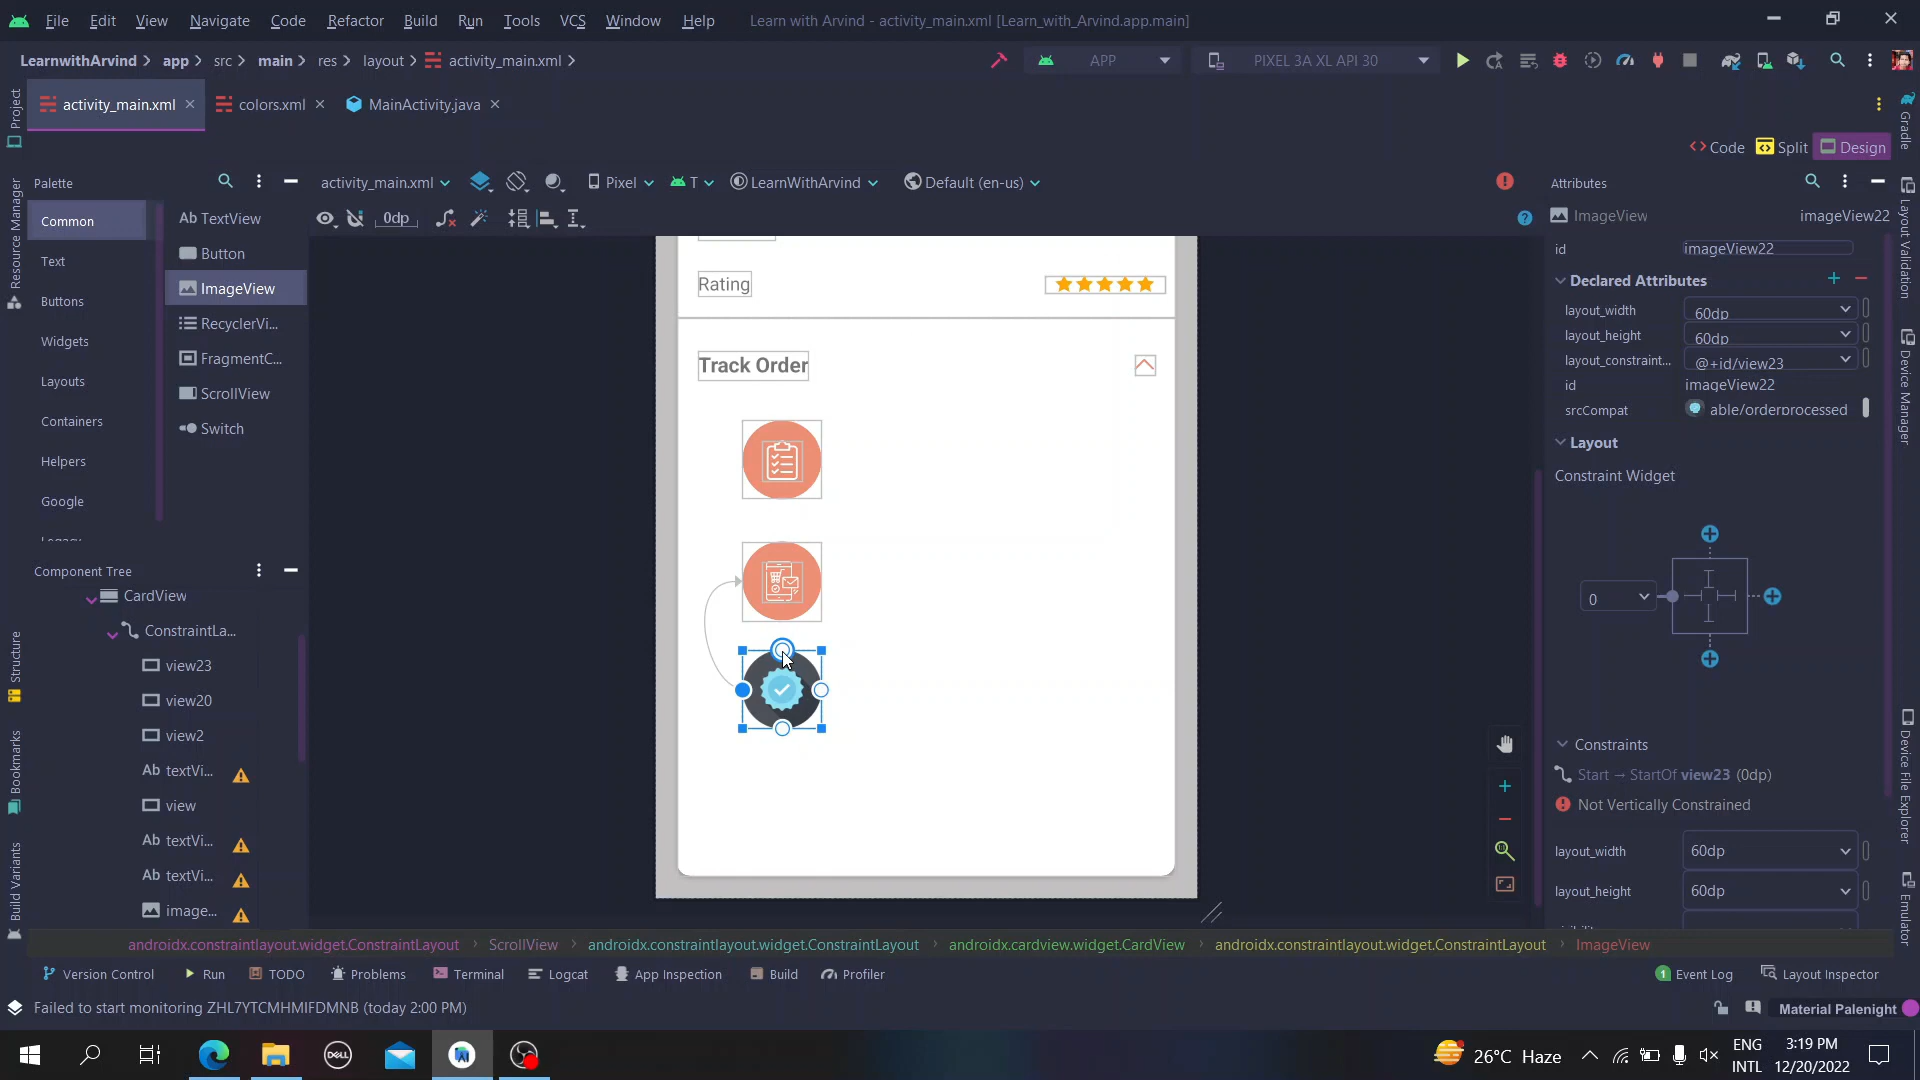 File Edit View Navigate Code Refactor Build Run Tools VCS Window Help Learn with Arvind - activity_main.xml [Learn_with_Arvind.app.main]
LearnwithArvind app src main res layout activity_main.xml APP PIXEL 3A XL API 30
activity_main.xml colors.xml MainActivity.java
Code Split Design
Palette activity_main.xml Pixel T LearnWithArvind Default (en-us) Attributes
Common Ab TextView 0dp ImageView imageView22
Button id imageView22
Text
ImageView Declared Attributes
Buttons layout_width 60dp
RecyclerVi... layout_height 60dp
Widgets FragmentC... layout_constraint... @+id/view23
Layouts ScrollView id imageView22
Containers Switch srcCompat able/orderprocessed
Helpers Layout
Google Constraint Widget
Rating
Track Order
0
Component Tree
CardView
ConstraintLa...
view23
view20
view2
Ab textVi...
view
Ab textVi...
Ab textVi...
image...
Constraints
Start → StartOf view23 (0dp)
Not Vertically Constrained
layout_width 60dp
layout_height 60dp
androidx.constraintlayout.widget.ConstraintLayout ScrollView androidx.constraintlayout.widget.ConstraintLayout androidx.cardview.widget.CardView androidx.constraintlayout.widget.ConstraintLayout ImageView
Version Control Run TODO Problems Terminal Logcat App Inspection Build Profiler 1 Event Log Layout Inspector
Failed to start monitoring ZHL7YTCMHMIFDMNB (today 2:00 PM) Material Palenight
Project
Resource Manager
Structure
Bookmarks
Build Variants
Gradle
Layout Validation
Device Manager
Device File Explorer
Emulator
DELL 26°C Haze ENG INTL 3:19 PM 12/20/2022